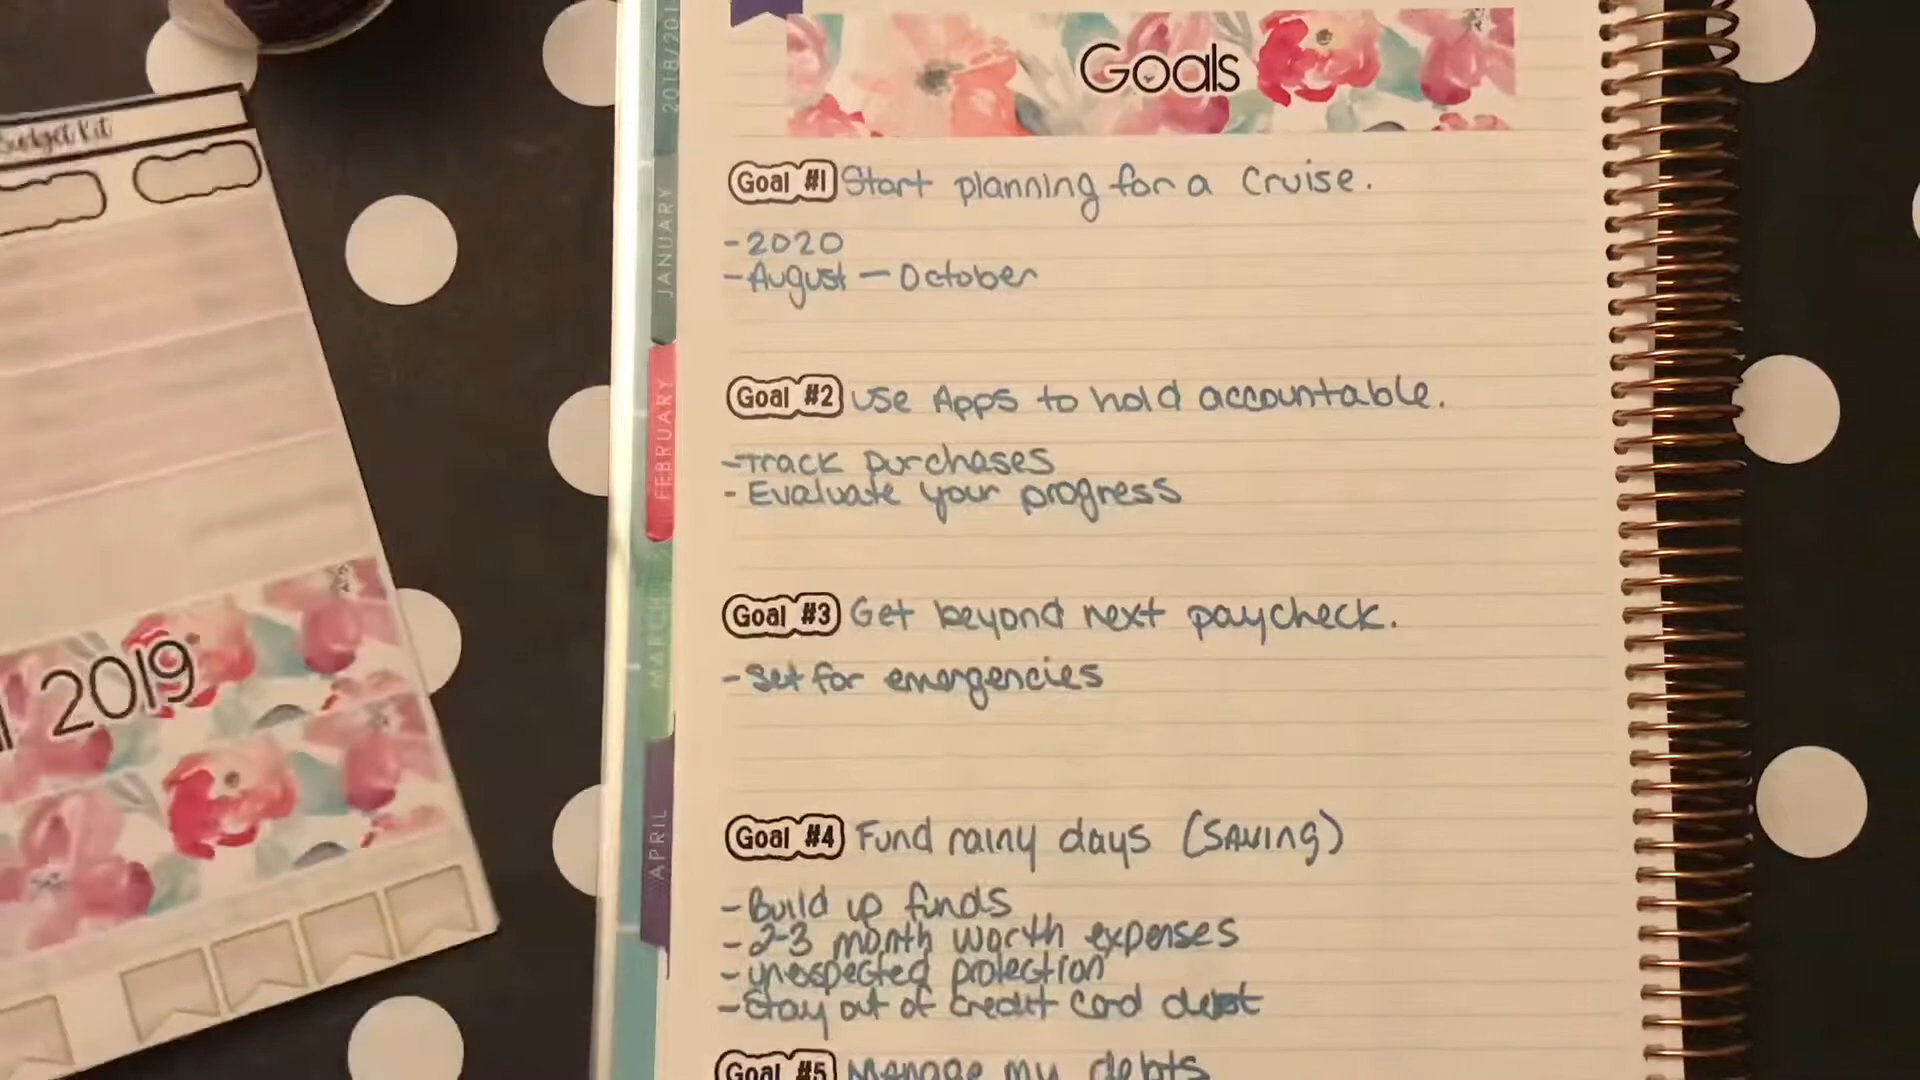 Budget Kit
2019
2018/201
JANUARY
FEBRUARY
MARCH
APRIL
Goals
Goal #1 Start planning for a Cruise.
-2020
-August - October
Goal #2 Use Apps to hold accountable.
-Track purchases
- Evaluate your progress
Goal #3 Get beyond next paycheck.
- Set for emergencies
Goal #4 Fund rainy days (SAVING)
- Build up funds
- 2-3 month worth expenses
- unexpected protection
- Stay out of credit card debt
Goal #5 Manage my debts